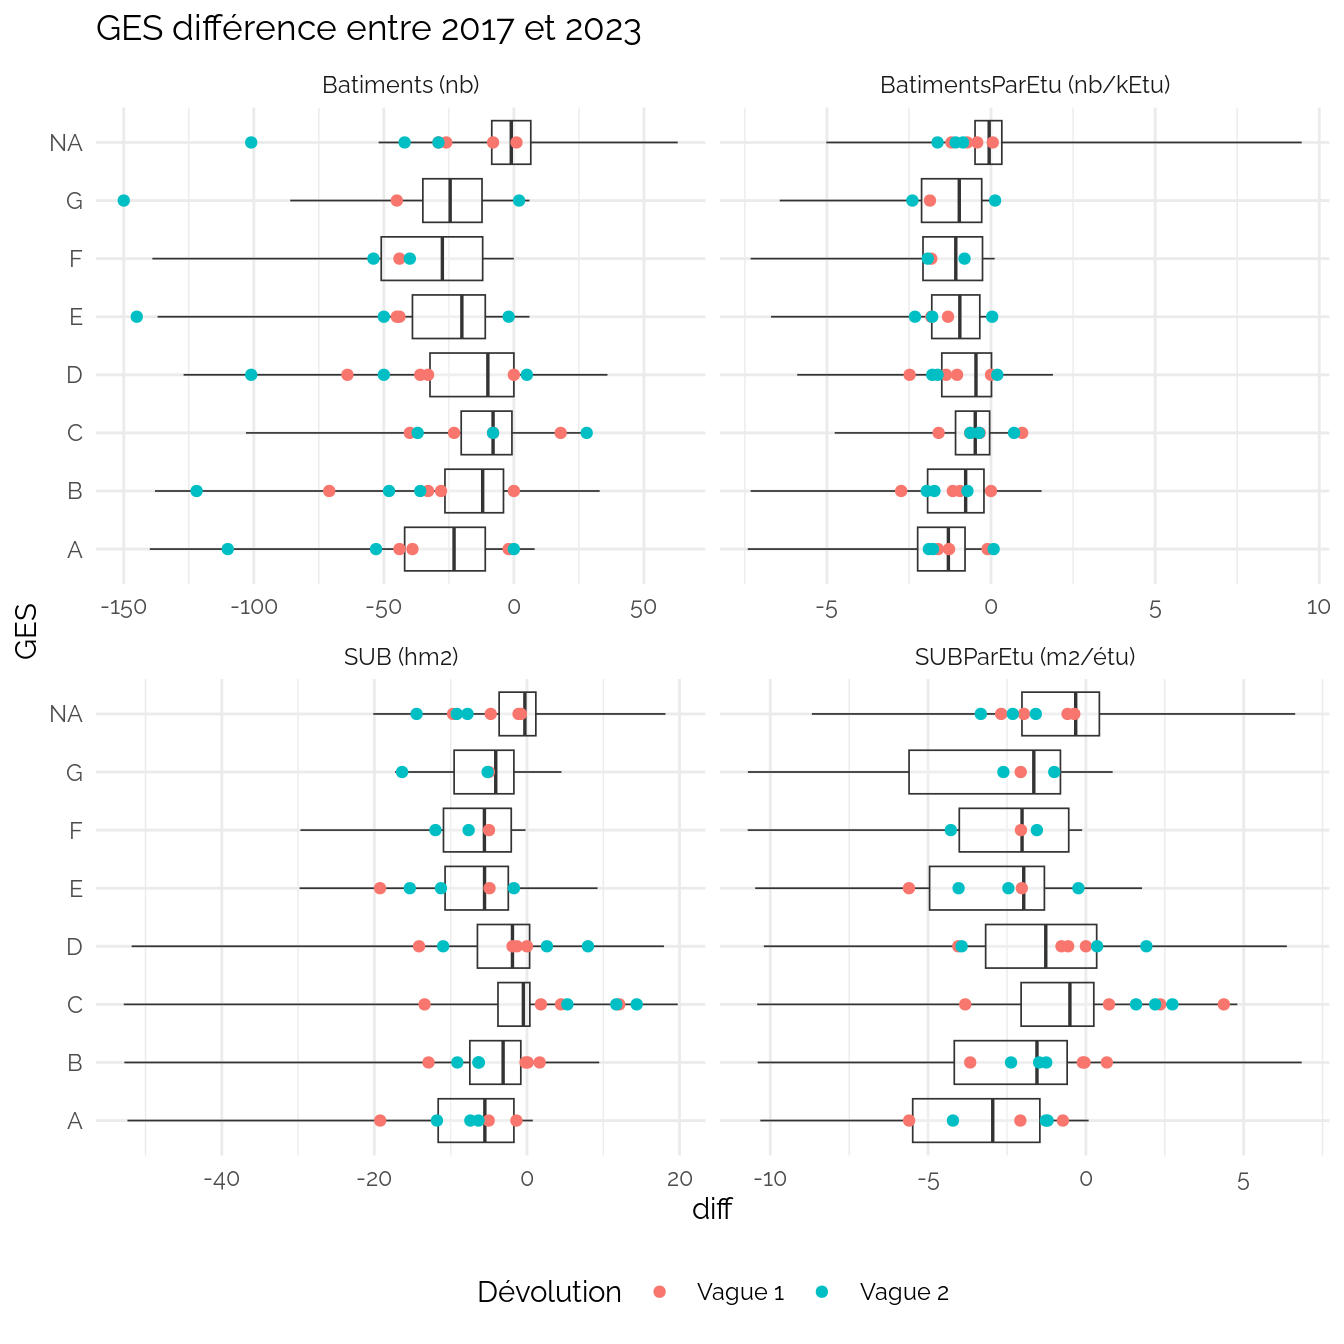 GES différence entre 2017 et 2023
Batiments (nb)
BatimentsParEtu (nb/kEtu)
NA
G
F
E
D
C
B
A
-150 -100 -50 0 50
-5 0 5 10
GES
SUB (hm2)
SUBParEtu (m2/étu)
NA
G
F
E
D
C
B
A
-40 -20 0 20
-10 -5 0 5
diff
Dévolution Vague 1 Vague 2